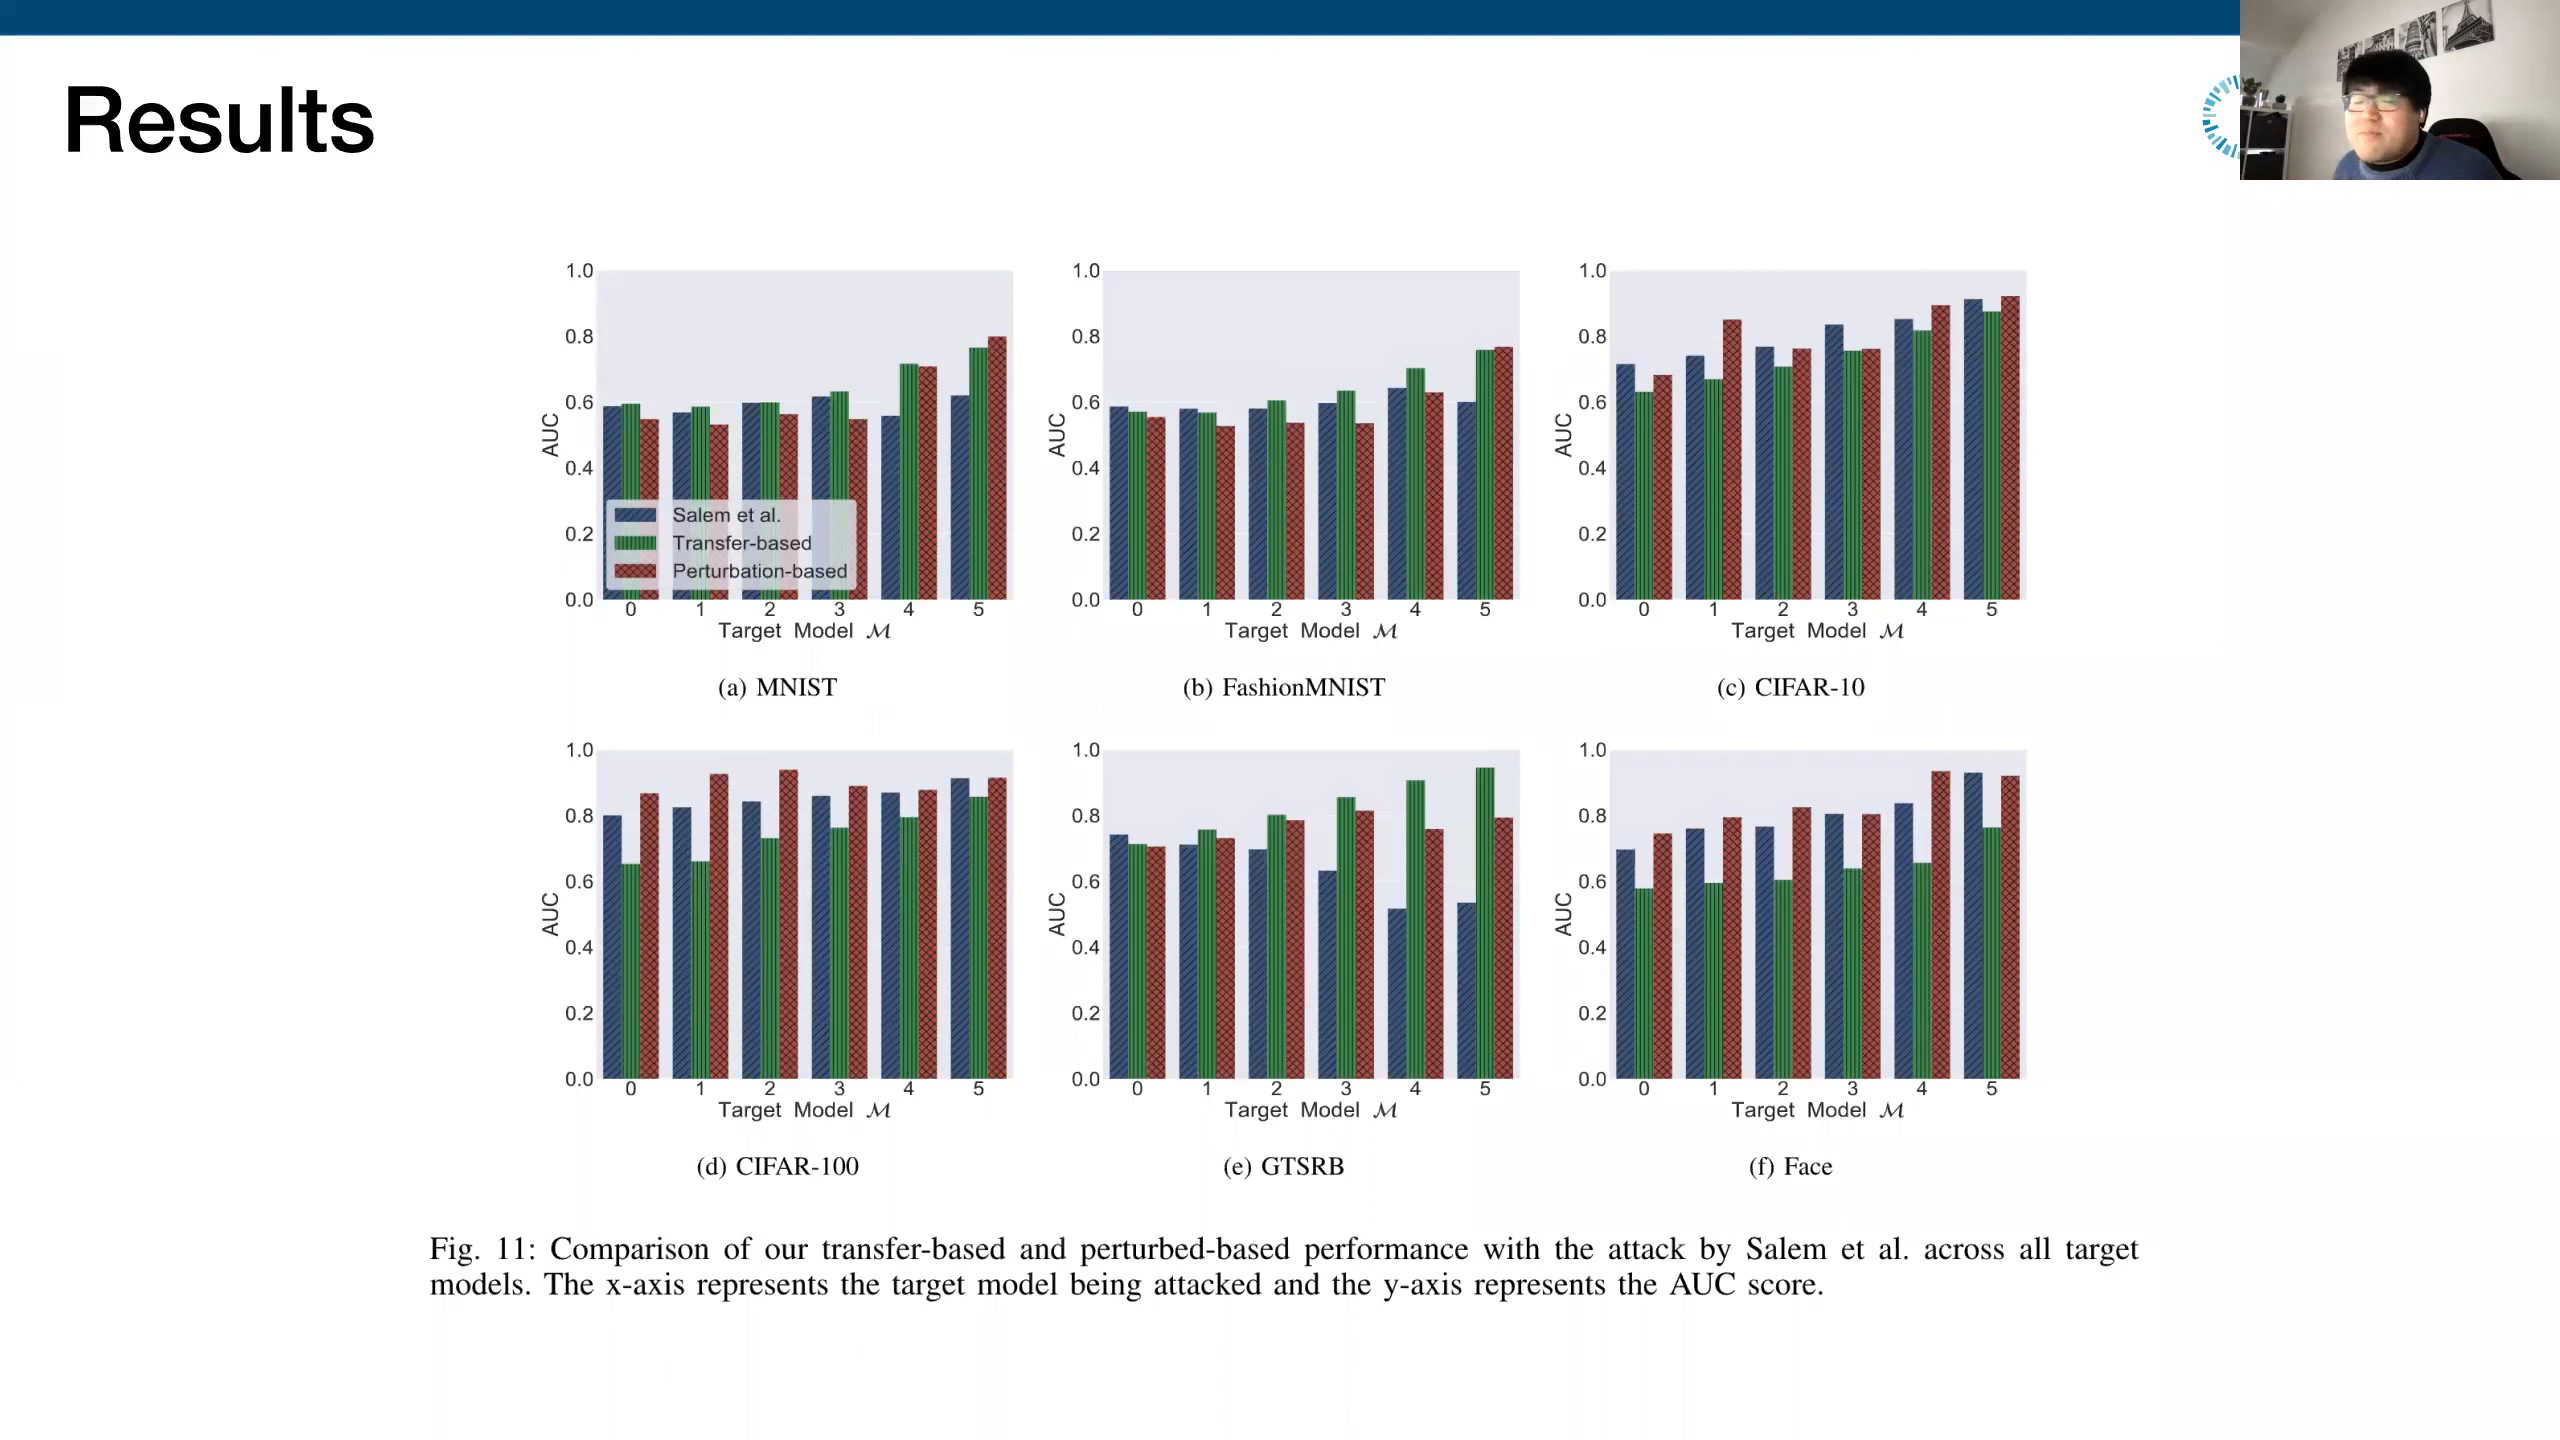 Results
1.0
0.8
0.6
0.4
0.2
0.0
AUC
Salem et al.
Transfer-based
Perturbation-based
0 1 2 3 4 5
Target Model ℳ
(a) MNIST
1.0
0.8
0.6
0.4
0.2
0.0
AUC
0 1 2 3 4 5
Target Model ℳ
(b) FashionMNIST
1.0
0.8
0.6
0.4
0.2
0.0
AUC
0 1 2 3 4 5
Target Model ℳ
(c) CIFAR-10
1.0
0.8
0.6
0.4
0.2
0.0
AUC
0 1 2 3 4 5
Target Model ℳ
(d) CIFAR-100
1.0
0.8
0.6
0.4
0.2
0.0
AUC
0 1 2 3 4 5
Target Model ℳ
(e) GTSRB
1.0
0.8
0.6
0.4
0.2
0.0
AUC
0 1 2 3 4 5
Target Model ℳ
(f) Face
Fig. 11: Comparison of our transfer-based and perturbed-based performance with the attack by Salem et al. across all target
models. The x-axis represents the target model being attacked and the y-axis represents the AUC score.